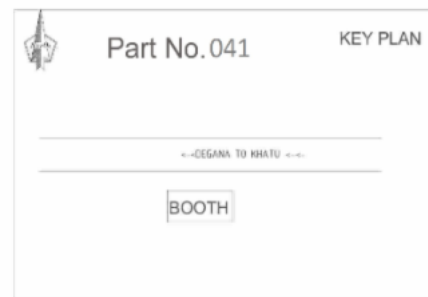 Part No. 041
KEY PLAN
<-→DEGANA TO KHATU <-<-
BOOTH